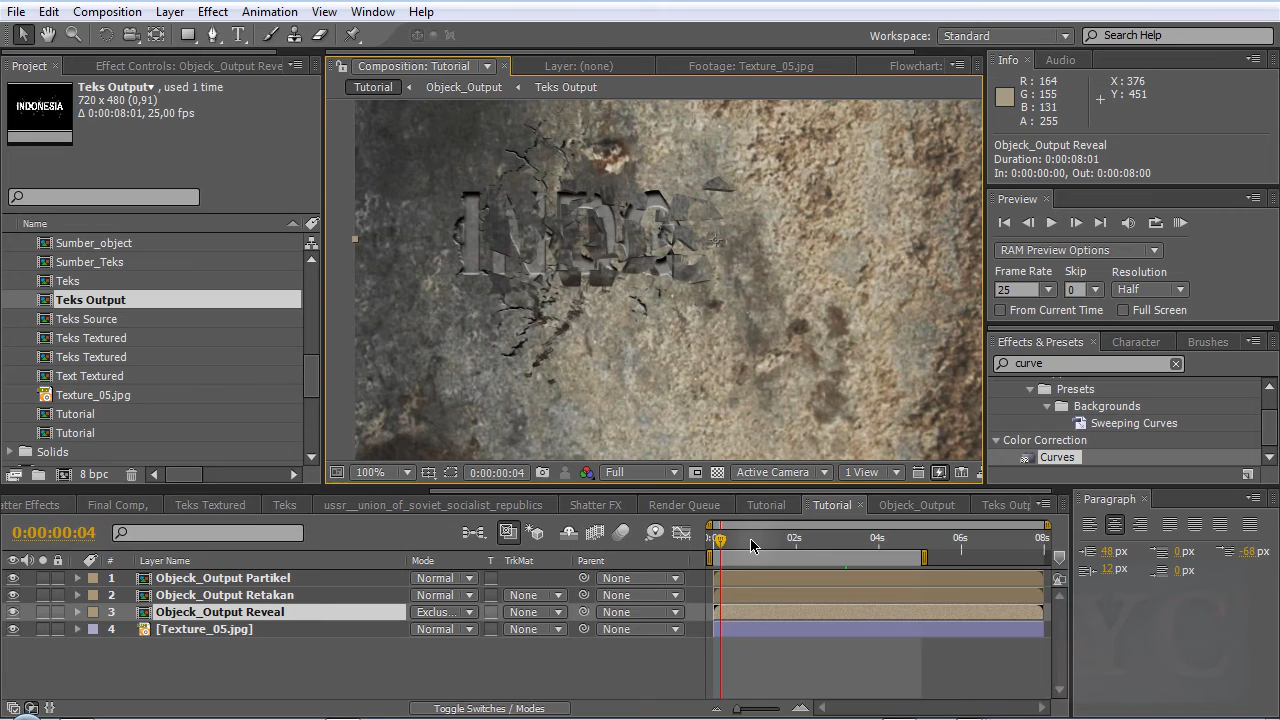 File Edit Composition Layer Effect Animation View Window Help
Workspace: Standard Search Help
Project Effect Controls: Objeck_Output Reve
Composition: Tutorial Layer: (none) Footage: Texture_05.jpg Flowchart:
Info Audio
INDONESIA
Teks Output , used 1 time
720 x 480 (0,91)
Δ 0:00:08:01, 25,00 fps
Tutorial Objeck_Output Teks Output
R: 164
G: 155
B: 131
A: 255
X: 376
Y: 451
Objeck_Output Reveal
Duration: 0:00:08:01
In: 0:00:00:00, Out: 0:00:08:00
Preview
RAM Preview Options
Frame Rate Skip Resolution
25 0 Half
From Current Time Full Screen
Name
Sumber_object
Sumber_Teks
Teks
Teks Output
Teks Source
Teks Textured
Teks Textured
Text Textured
Texture_05.jpg
Tutorial
Tutorial
Solids
8 bpc
Effects & Presets Character Brushes
curve
Presets
Backgrounds
Sweeping Curves
Color Correction
Curves
100% 0:00:00:04 Full Active Camera 1 View
tter Effects Final Comp, Teks Textured Teks ussr_union_of_soviet_socialist_republics Shatter FX Render Queue Tutorial Tutorial Objeck_Output Teks Outp
Paragraph
0:00:00:04
02s 04s 06s 08s
48 px 0 px -68 px
12 px 0 px
# Layer Name Mode T TrkMat Parent
1 Objeck_Output Partikel Normal None
2 Objeck_Output Retakan Normal None None
3 Objeck_Output Reveal Exclus... None None
4 [Texture_05.jpg] Normal None None
Toggle Switches / Modes